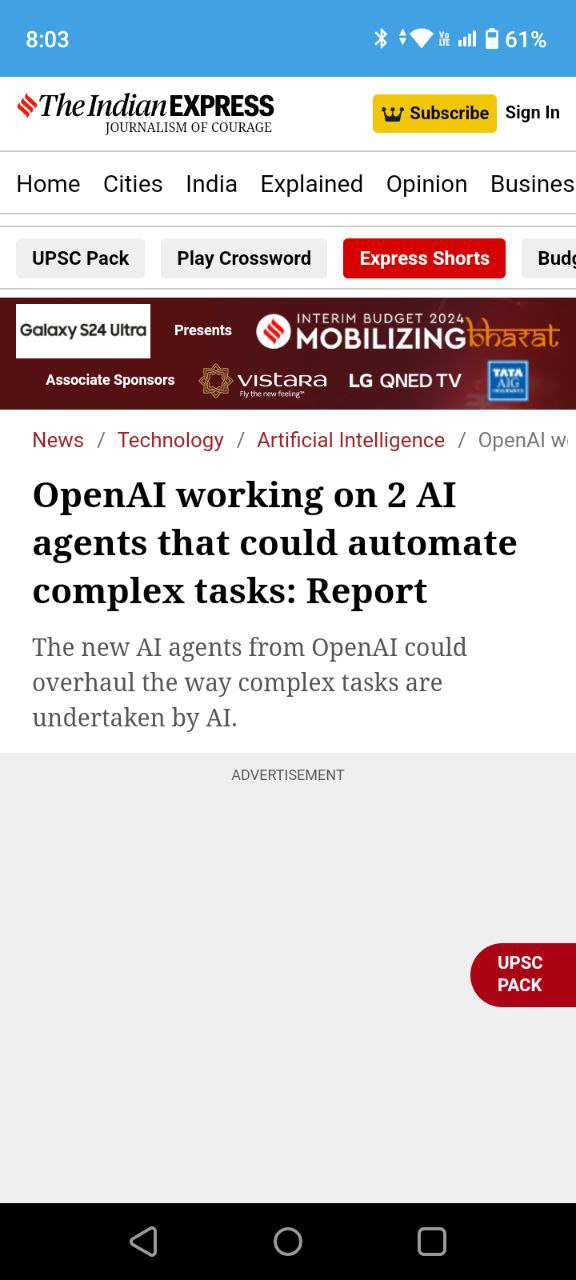 8:03 Vo LTE 61%
The Indian EXPRESS
JOURNALISM OF COURAGE
Subscribe Sign In
Home Cities India Explained Opinion Busines
UPSC Pack Play Crossword Express Shorts Budg
Galaxy S24 Ultra Presents INTERIM BUDGET 2024
MOBILIZING bharat
Associate Sponsors VISTARA LG QNED TV TATA
Fly the new feeling AIG
News / Technology / Artificial Intelligence / OpenAI w
OpenAI working on 2 AI
agents that could automate
complex tasks: Report
The new AI agents from OpenAI could
overhaul the way complex tasks are
undertaken by AI.
ADVERTISEMENT
UPSC
PACK